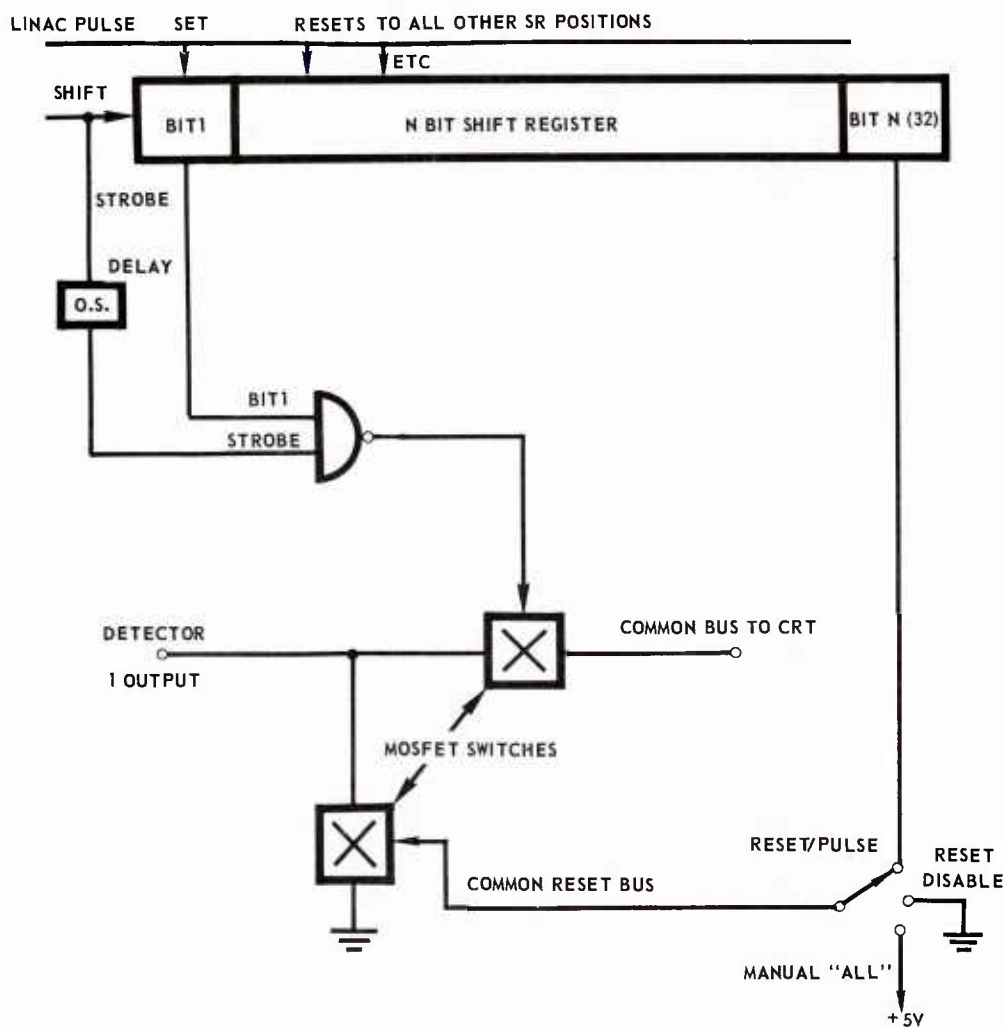 LINAC PULSE SET RESETS TO ALL OTHER SR POSITIONS
ETC
SHIFT
BIT1 N BIT SHIFT REGISTER BIT N (32)
STROBE
DELAY
O.S.
BIT1
STROBE
DETECTOR
1 OUTPUT
COMMON BUS TO CRT
MOSFET SWITCHES
RESET/PULSE
RESET
DISABLE
COMMON RESET BUS
MANUAL "ALL"
+5V